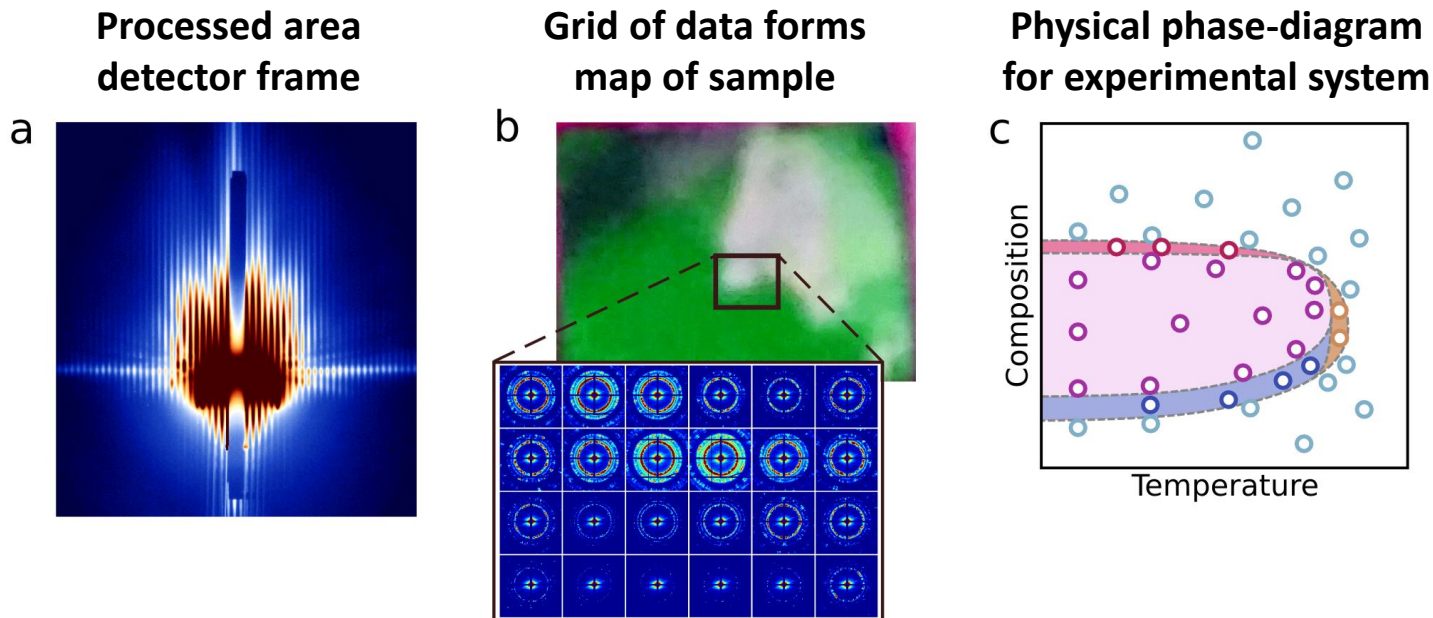 Processed area
detector frame
Grid of data forms
map of sample
Physical phase-diagram
for experimental system
a
b
c
Composition
Temperature